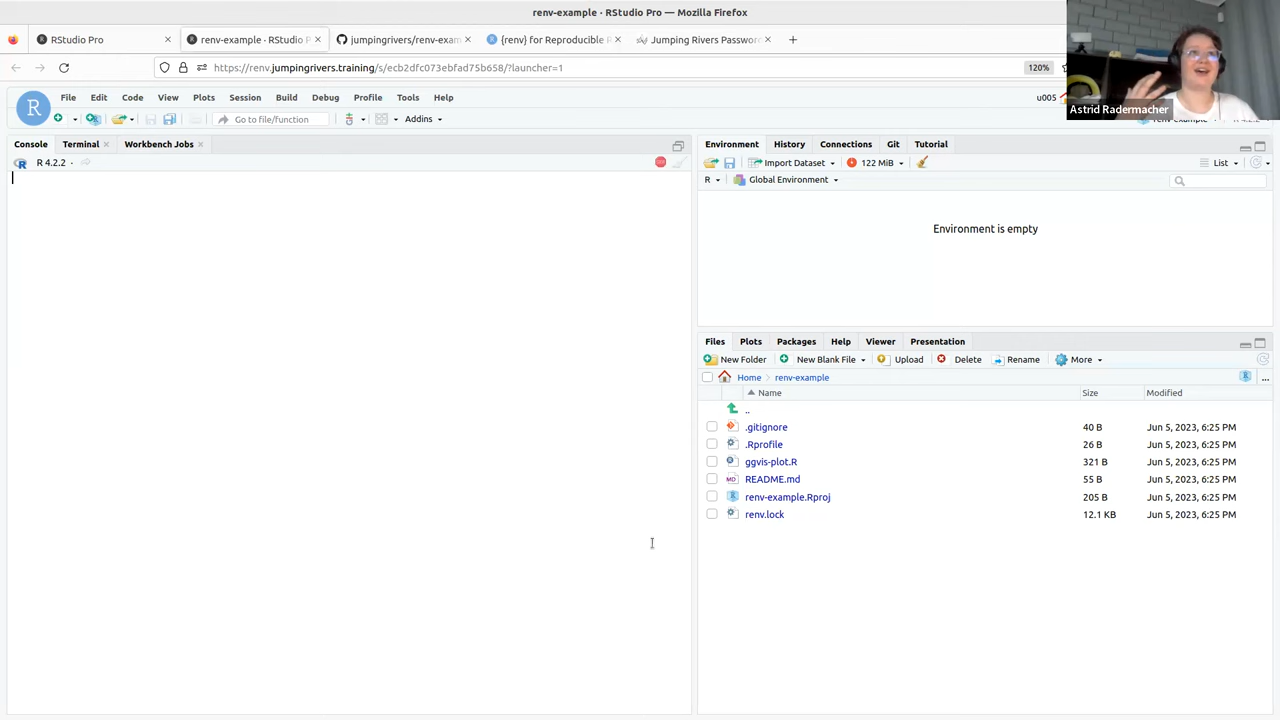 renv-example · RStudio Pro — Mozilla Firefox
RStudio Pro
renv-example · RStudio P
jumpingrivers/renv-exam
{renv} for Reproducible R
Jumping Rivers Passwor
https://renv.jumpingrivers.training/s/ecb2dfc073ebfad75b658/?launcher=1
120%
File Edit Code View Plots Session Build Debug Profile Tools Help
u005
Go to file/function
Addins
renv-example
R 4.2.2
Astrid Radermacher
Console Terminal Workbench Jobs
R 4.2.2 ·
Environment History Connections Git Tutorial
Import Dataset 122 MiB List
R Global Environment
Environment is empty
Files Plots Packages Help Viewer Presentation
New Folder New Blank File Upload Delete Rename More
Home renv-example ...
Name Size Modified
..
.gitignore 40 B Jun 5, 2023, 6:25 PM
.Rprofile 26 B Jun 5, 2023, 6:25 PM
ggvis-plot.R 321 B Jun 5, 2023, 6:25 PM
README.md 55 B Jun 5, 2023, 6:25 PM
renv-example.Rproj 205 B Jun 5, 2023, 6:25 PM
renv.lock 12.1 KB Jun 5, 2023, 6:25 PM